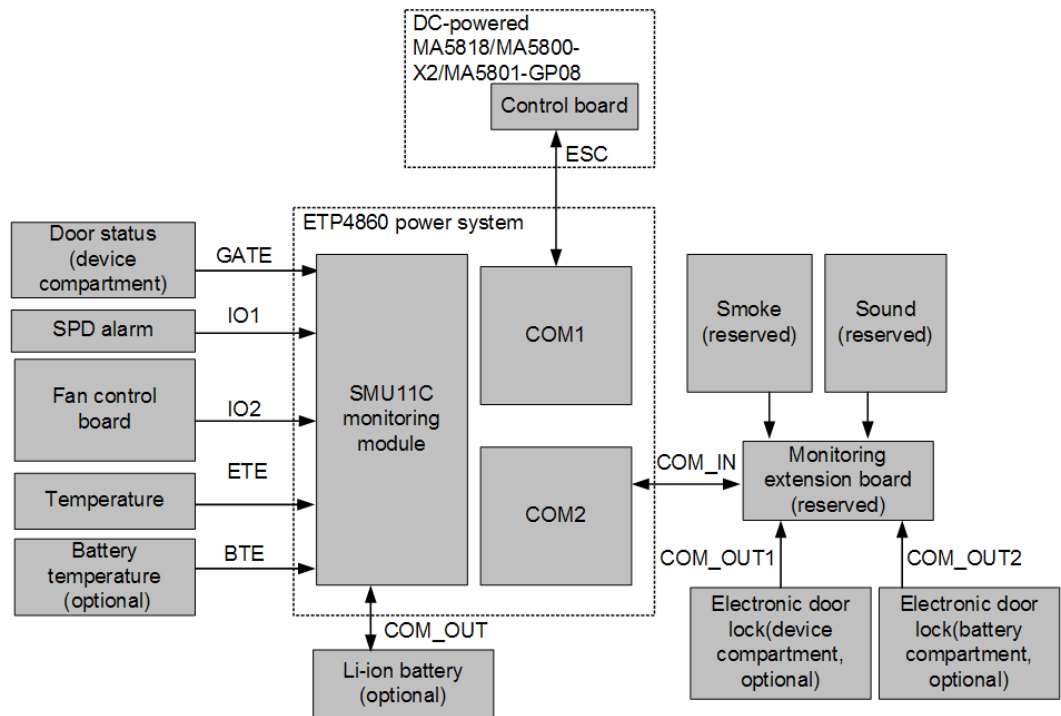 DC-powered
MA5818/MA5800-
X2/MA5801-GP08
Control board
ESC
ETP4860 power system
Door status
(device
compartment)
GATE
SPD alarm
IO1
Fan control
board
IO2
Temperature
ETE
Battery
temperature
(optional)
BTE
SMU11C
monitoring
module
COM1
COM2
COM_OUT
Li-ion battery
(optional)
Smoke
(reserved)
Sound
(reserved)
COM_IN
Monitoring
extension board
(reserved)
COM_OUT1
COM_OUT2
Electronic door
lock(device
compartment,
optional)
Electronic door
lock(battery
compartment,
optional)